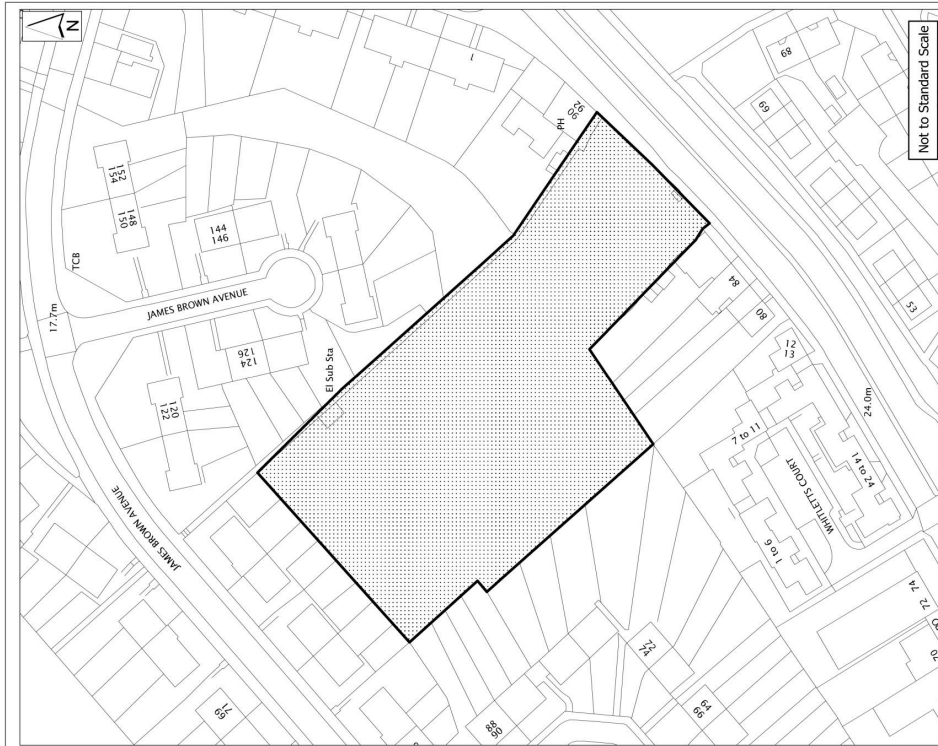 N
17.7m
TCB
152
154
148
150
144
146
JAMES BROWN AVENUE
126
124
El Sub Sta
120
122
JAMES BROWN AVENUE
1
92
90
PH
68
69
Not to Standard Scale
84
80
12
13
53
24.0m
7 to 11
WHITLETTS COURT
14 to 24
1 to 6
74
72
70
72
74
64
66
88
90
71
69